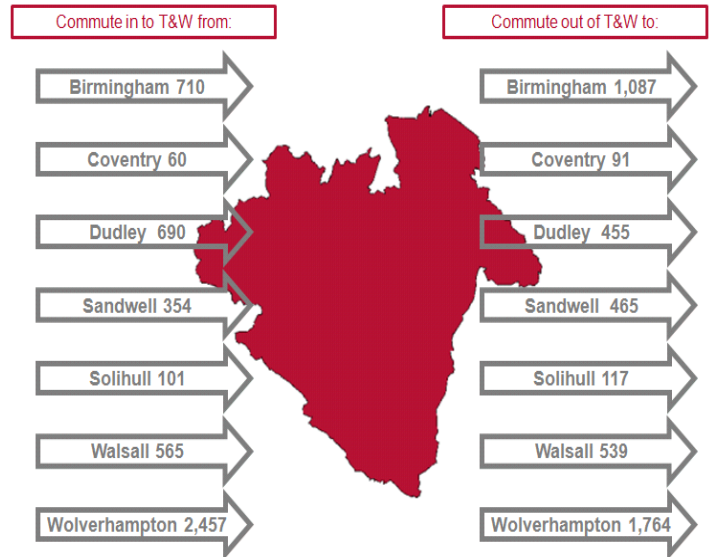 Commute in to T&W from:
Birmingham 710
Coventry 60
Dudley 690
Sandwell 354
Solihull 101
Walsall 565
Wolverhampton 2,457
Commute out of T&W to:
Birmingham 1,087
Coventry 91
Dudley 455
Sandwell 465
Solihull 117
Walsall 539
Wolverhampton 1,764